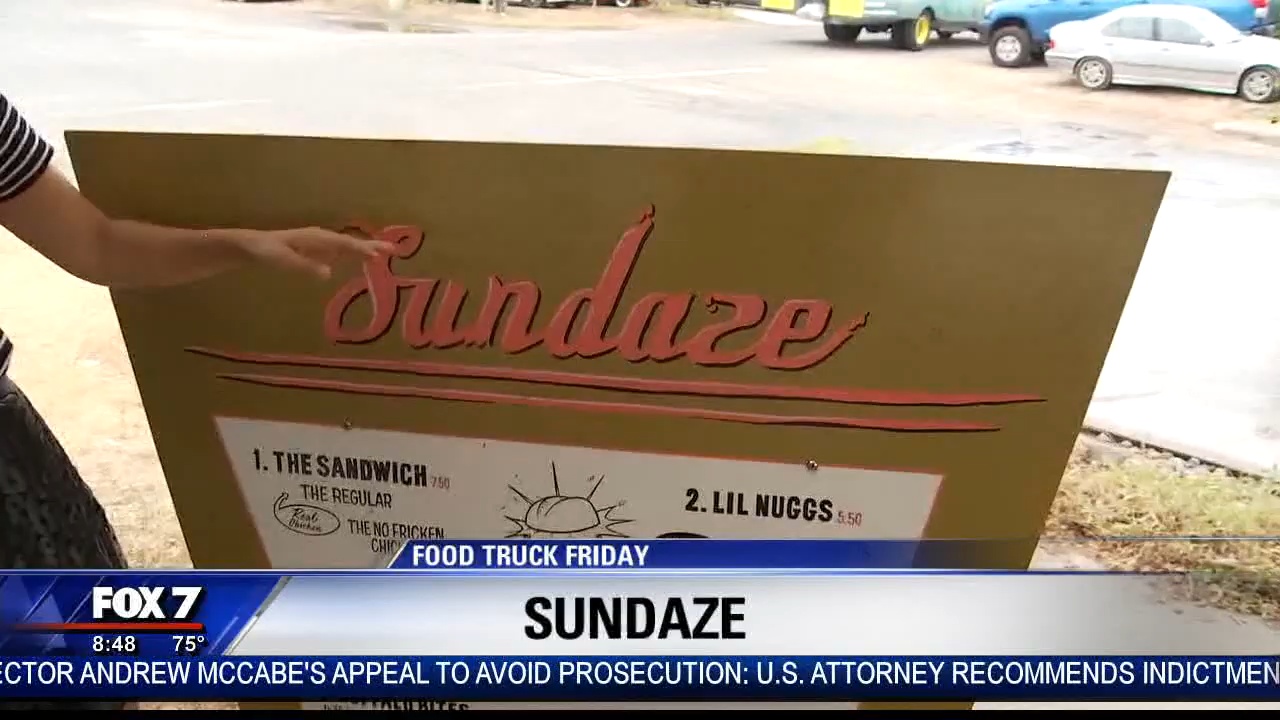 Sundaze
1. THE SANDWICH 7.50
THE REGULAR
Real Chicken
THE NO FRICKEN
2. LIL NUGGS 5.50
FOOD TRUCK FRIDAY
FOX 7
SUNDAZE
8:48 75°
ECTOR ANDREW MCCABE'S APPEAL TO AVOID PROSECUTION: U.S. ATTORNEY RECOMMENDS INDICTMEN
BITES